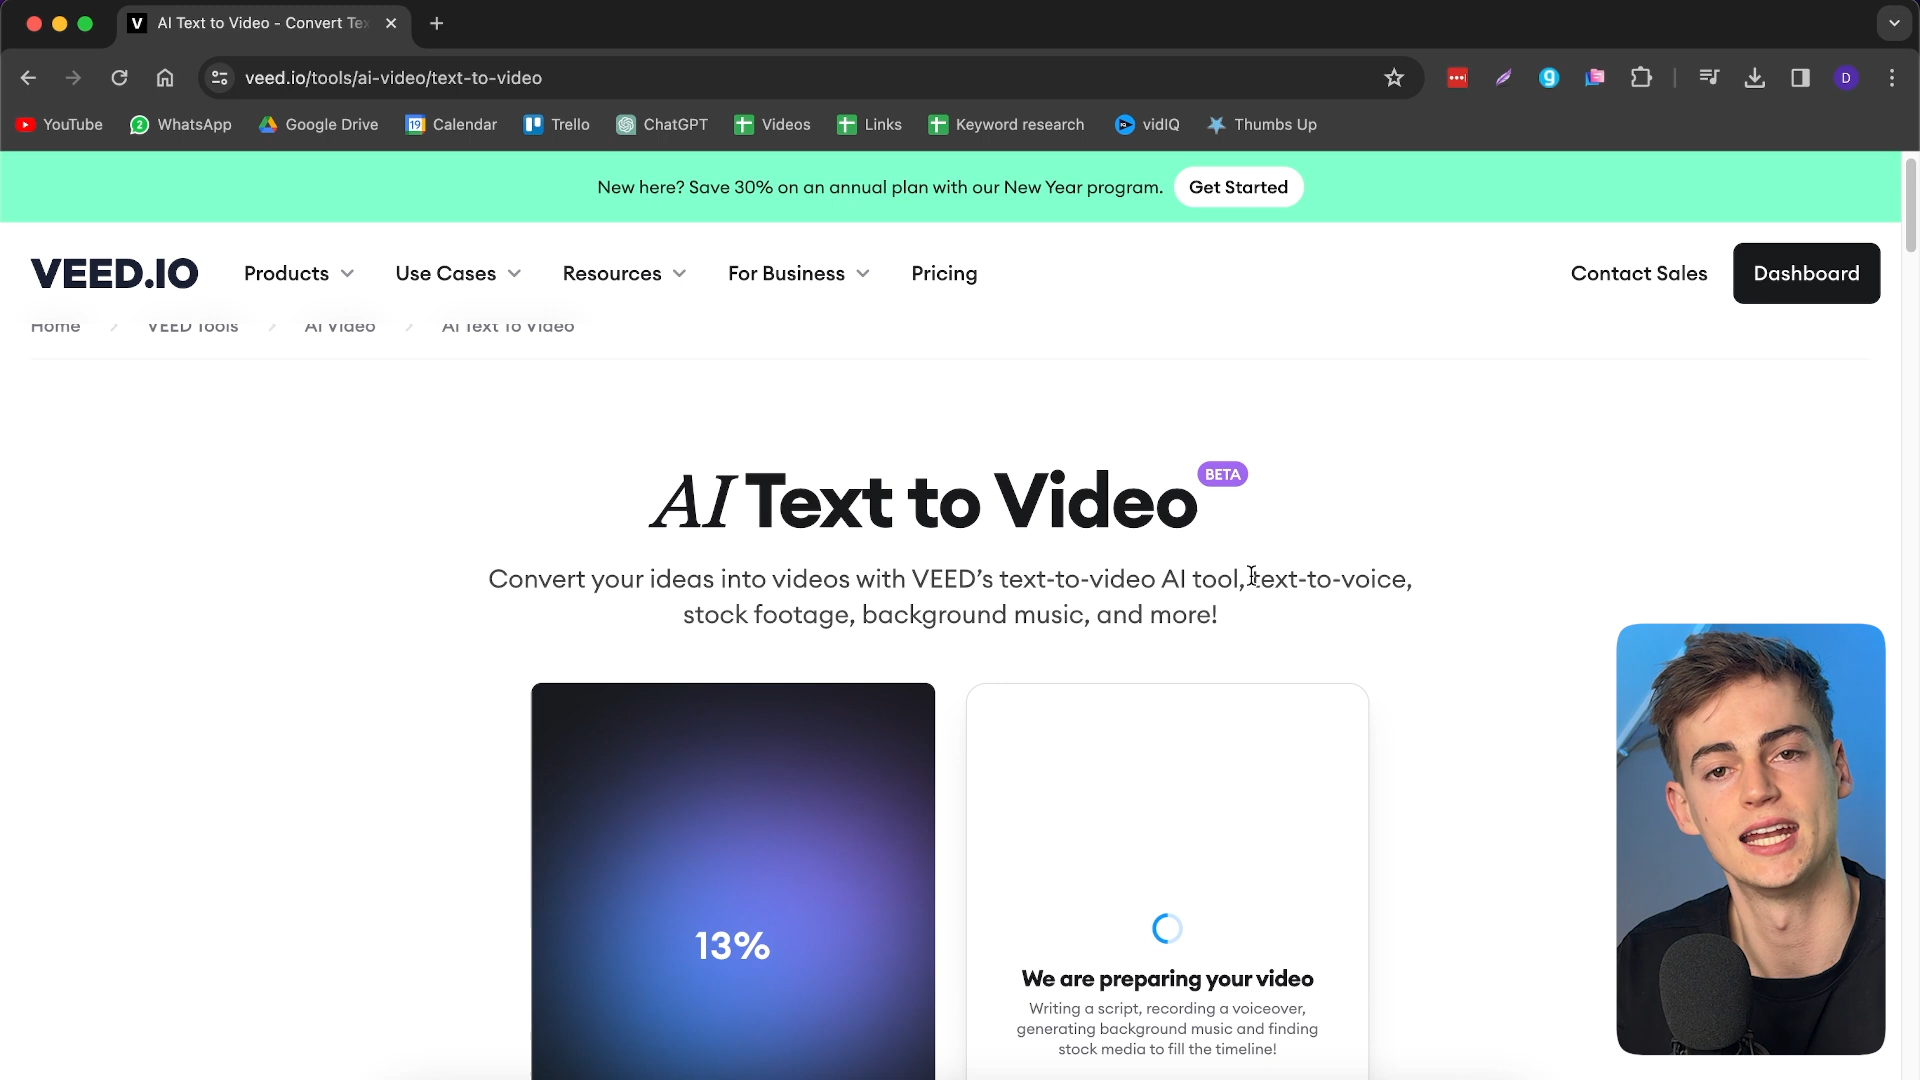 AI Text to Video - Convert Tex
veed.io/tools/ai-video/text-to-video
D
YouTube
2
WhatsApp
Google Drive
19
Calendar
Trello
ChatGPT
Videos
Links
Keyword research
vidIQ
Thumbs Up
New here? Save 30% on an annual plan with our New Year program.
Get Started
VEED.IO
Products
Use Cases
Resources
For Business
Pricing
Contact Sales
Dashboard
Home / VEED Tools / AI Video / AI Text To Video
AI Text to Video
BETA
Convert your ideas into videos with VEED’s text-to-video AI tool, text-to-voice,
stock footage, background music, and more!
13%
We are preparing your video
Writing a script, recording a voiceover,
generating background music and finding
stock media to fill the timeline!